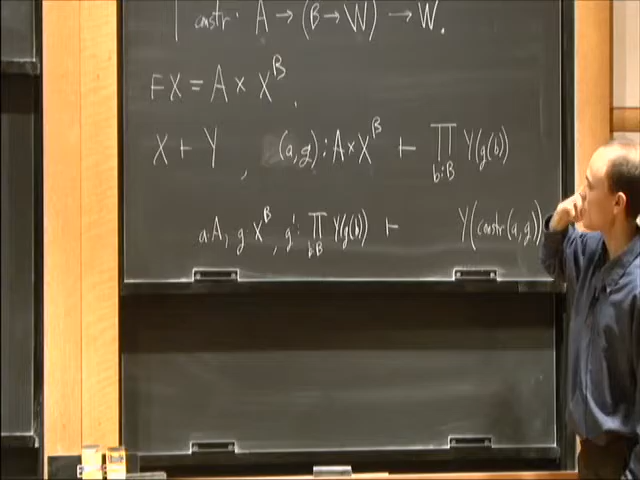 constr : A → (B → W) → W.
FX = A × X^B.
X ⊢ Y, (a,g) : A × X^B ⊢ ∏_{b:B} Y(g(b))
a A, g X^B, g' : ∏_{b:B} Y(g(b)) ⊢ Y(constr(a,g))